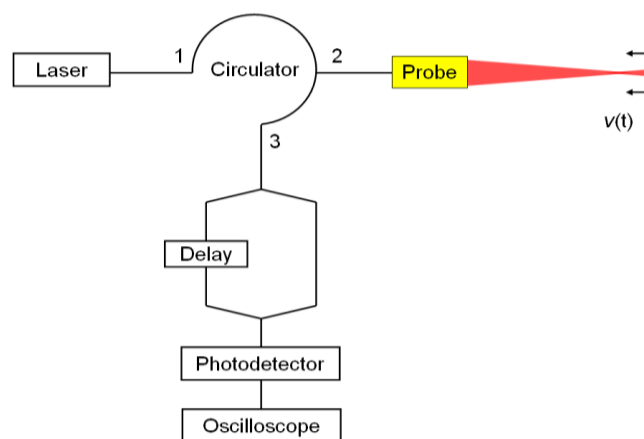 1
2
Laser
Circulator
Probe
v(t)
3
Delay
Photodetector
Oscilloscope